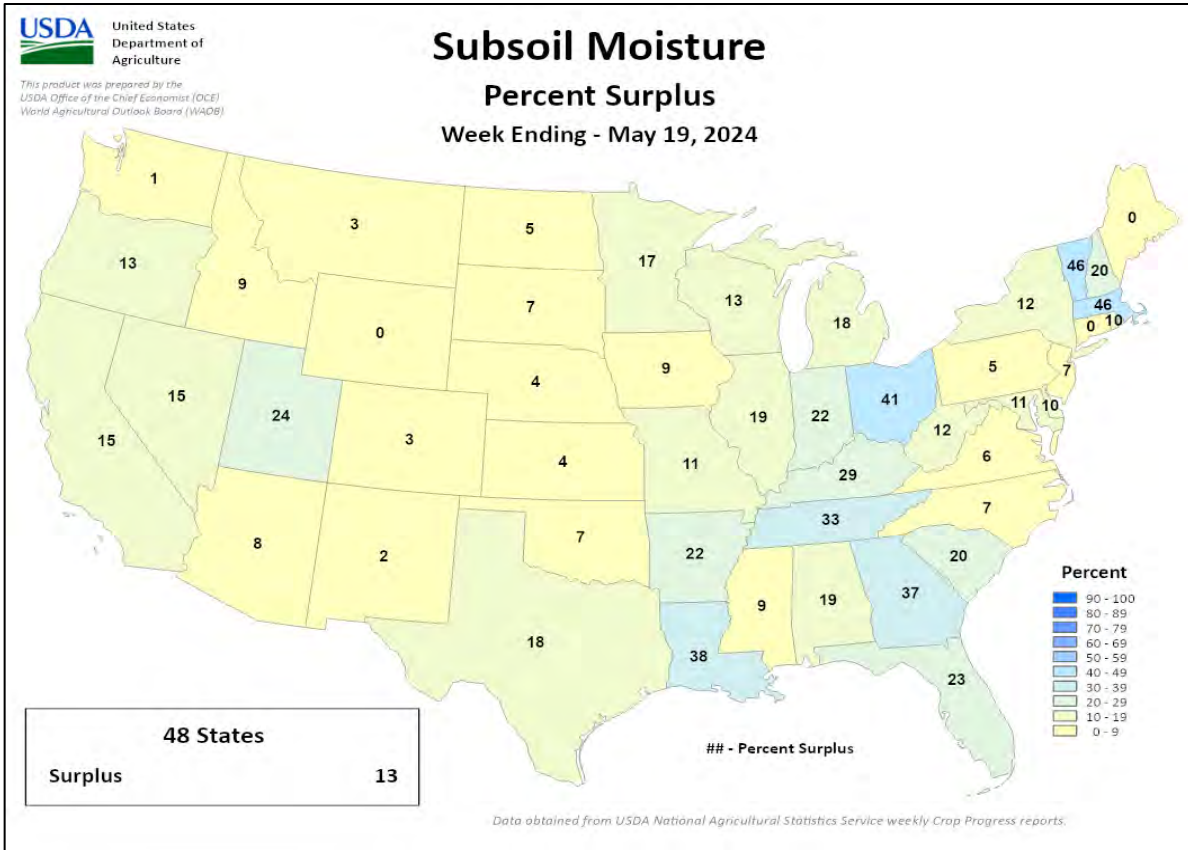 USDA
United States
Department of
Agriculture
This product was prepared by the
USDA Office of the Chief Economist (OCE)
World Agricultural Outlook Board (WAOB)
Subsoil Moisture
Percent Surplus
Week Ending - May 19, 2024
1
3
5
0
13
9
7
17
13
18
12
46
20
46
0
10
0
15
15
24
3
4
4
9
19
22
41
5
7
11
10
12
6
11
29
33
7
8
2
7
22
9
19
37
20
18
38
23
Percent
90 - 100
80 - 89
70 - 79
60 - 69
50 - 59
40 - 49
30 - 39
20 - 29
10 - 19
0 - 9
48 States
Surplus 13
## - Percent Surplus
Data obtained from USDA National Agricultural Statistics Service weekly Crop Progress reports.